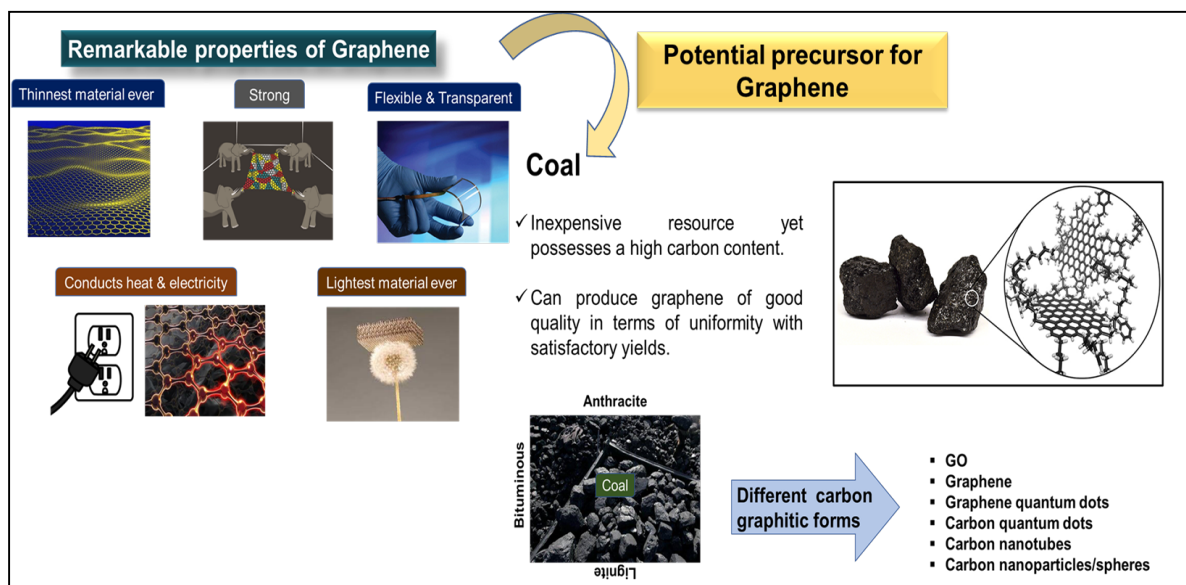 Remarkable properties of Graphene
Thinnest material ever
Strong
Flexible & Transparent
Conducts heat & electricity
Lightest material ever
Potential precursor for
Graphene
Coal
✓ Inexpensive resource yet
possesses a high carbon content.
✓ Can produce graphene of good
quality in terms of uniformity with
satisfactory yields.
Anthracite
Bituminous
Coal
Lignite
Different carbon
graphitic forms
▪ GO
▪ Graphene
▪ Graphene quantum dots
▪ Carbon quantum dots
▪ Carbon nanotubes
▪ Carbon nanoparticles/spheres